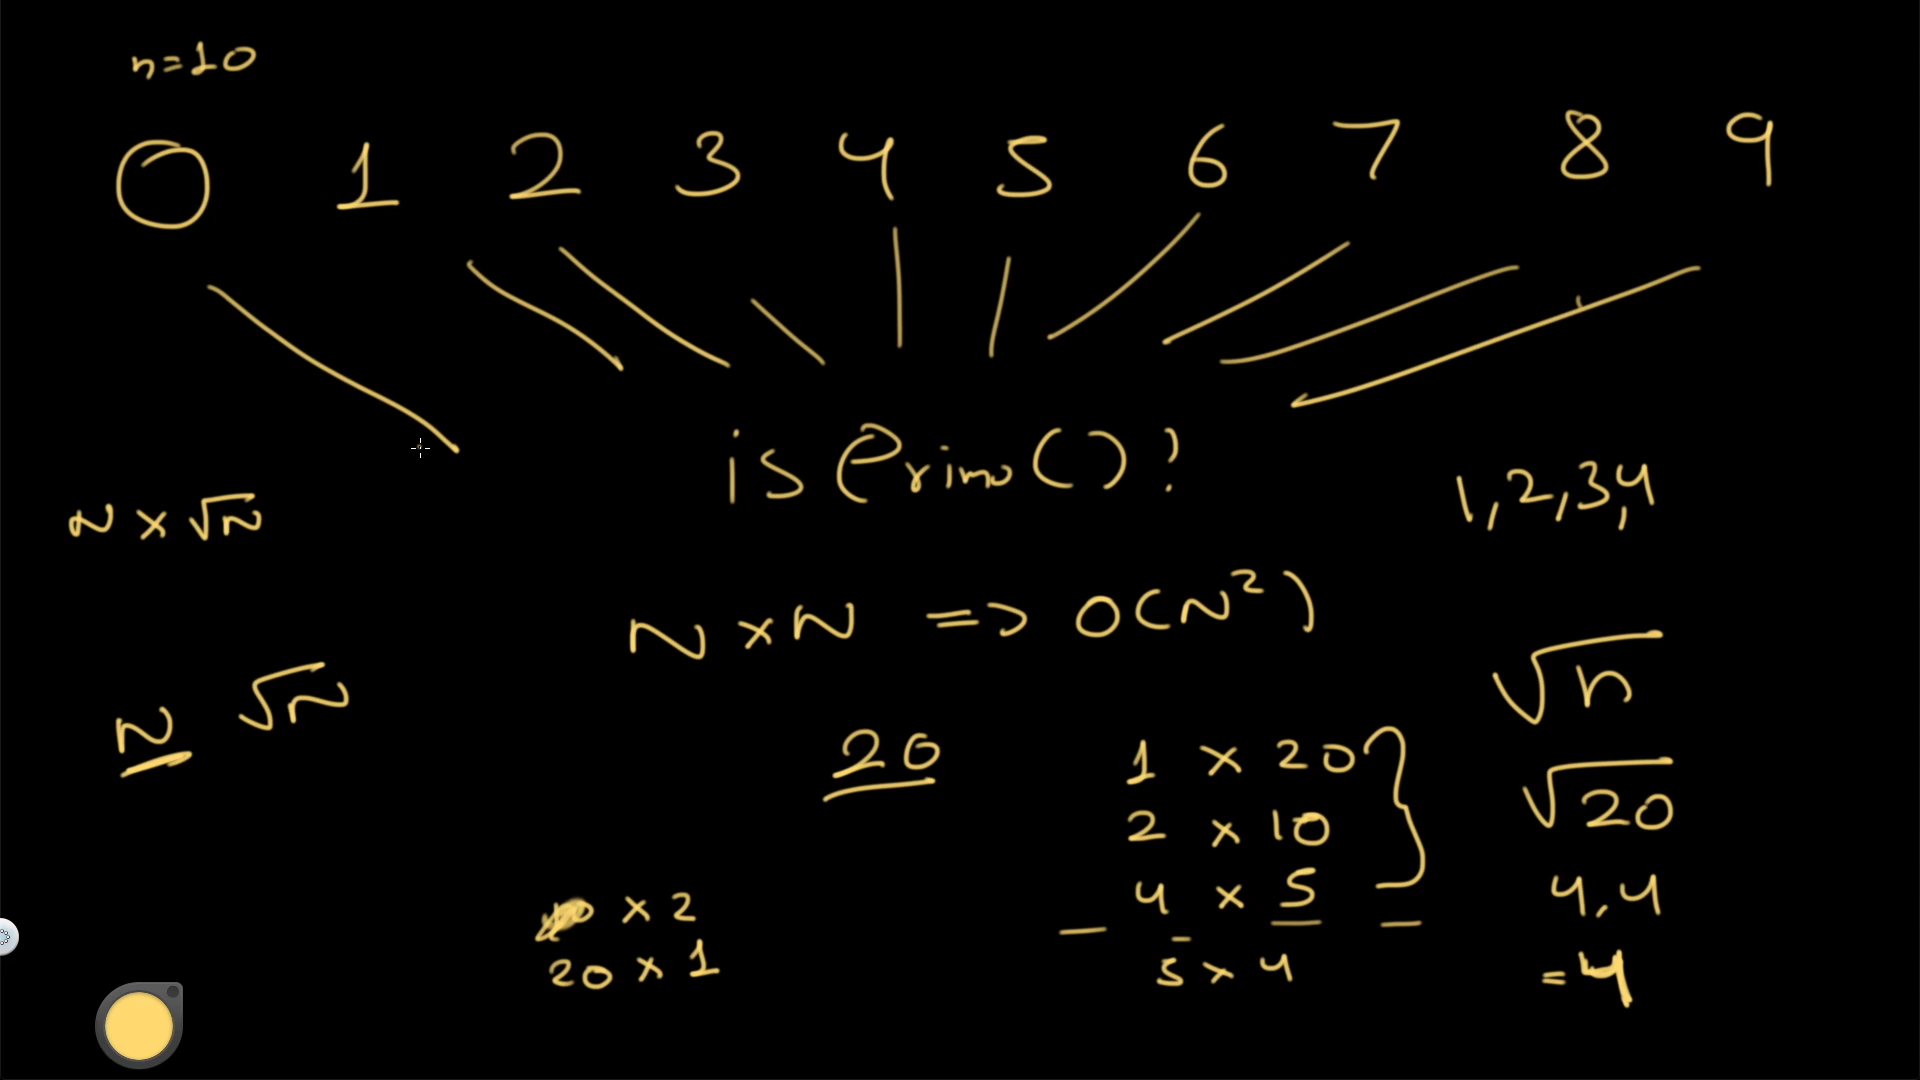 n=10
0 1 2 3 4 5 6 7 8 9
isPrime()?
1,2,3,4
N x √N
N x N => O(N²)
N √N
√n
20
1 x 20
2 x 10
4 x 5
5 x 4
√20
4.4
=4
x 2
20 x 1